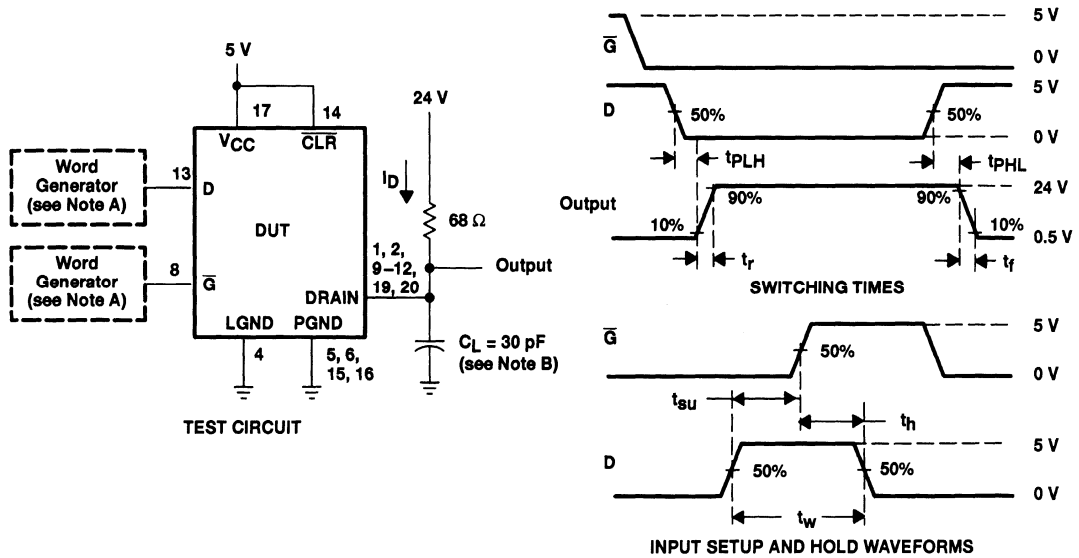 5 V
17
14
VCC
CLR
24 V
Word
Generator
(see Note A)
13
D
ID
DUT
68 Ω
Word
Generator
(see Note A)
8
G
1, 2,
9–12,
19, 20
Output
DRAIN
LGND
PGND
4
5, 6,
15, 16
CL = 30 pF
(see Note B)
TEST CIRCUIT
5 V
G
0 V
5 V
D
50%
50%
0 V
tPLH
tPHL
24 V
Output
90%
90%
10%
10%
0.5 V
tr
tf
SWITCHING TIMES
5 V
G
50%
0 V
tsu
th
5 V
D
50%
50%
0 V
tw
INPUT SETUP AND HOLD WAVEFORMS